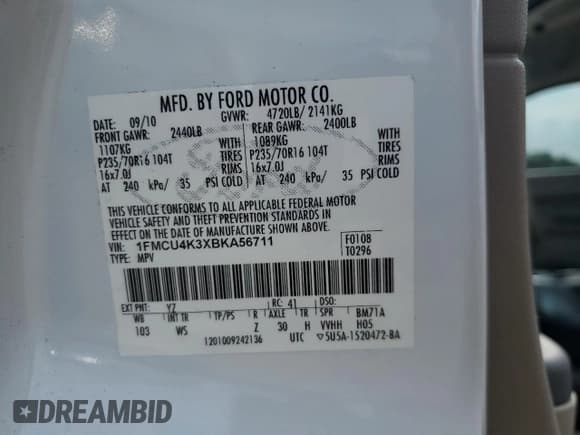 MFD. BY FORD MOTOR CO.
DATE: 09/10 GVWR: 4720LB/ 2141KG
FRONT GAWR: 2440LB REAR GAWR: 2400LB
1107KG WITH 1089KG WITH
P235/70R16 104T TIRES P235/70R16 104T TIRES
16x7.0J RIMS 16x7.0J RIMS
AT 240 kPa/ 35 PSI COLD AT 240 kPa/ 35 PSI COLD
THIS VEHICLE CONFORMS TO ALL APPLICABLE FEDERAL MOTOR
VEHICLE SAFETY AND THEFT PREVENTION STANDARDS IN
EFFECT ON THE DATE OF MANUFACTURE SHOWN ABOVE.
VIN: 1FMCU4K3XBKA56711 F0108
TYPE: MPV T0296
EXT PNT: Y7 RC: 41 DSO:
WB INT TR TP/PS R AXLE TR SPR BM71A
103 WS Z 30 H VVHH H05
1201009242136 UTC ▽5U5A-1520472-BA
DREAMBID